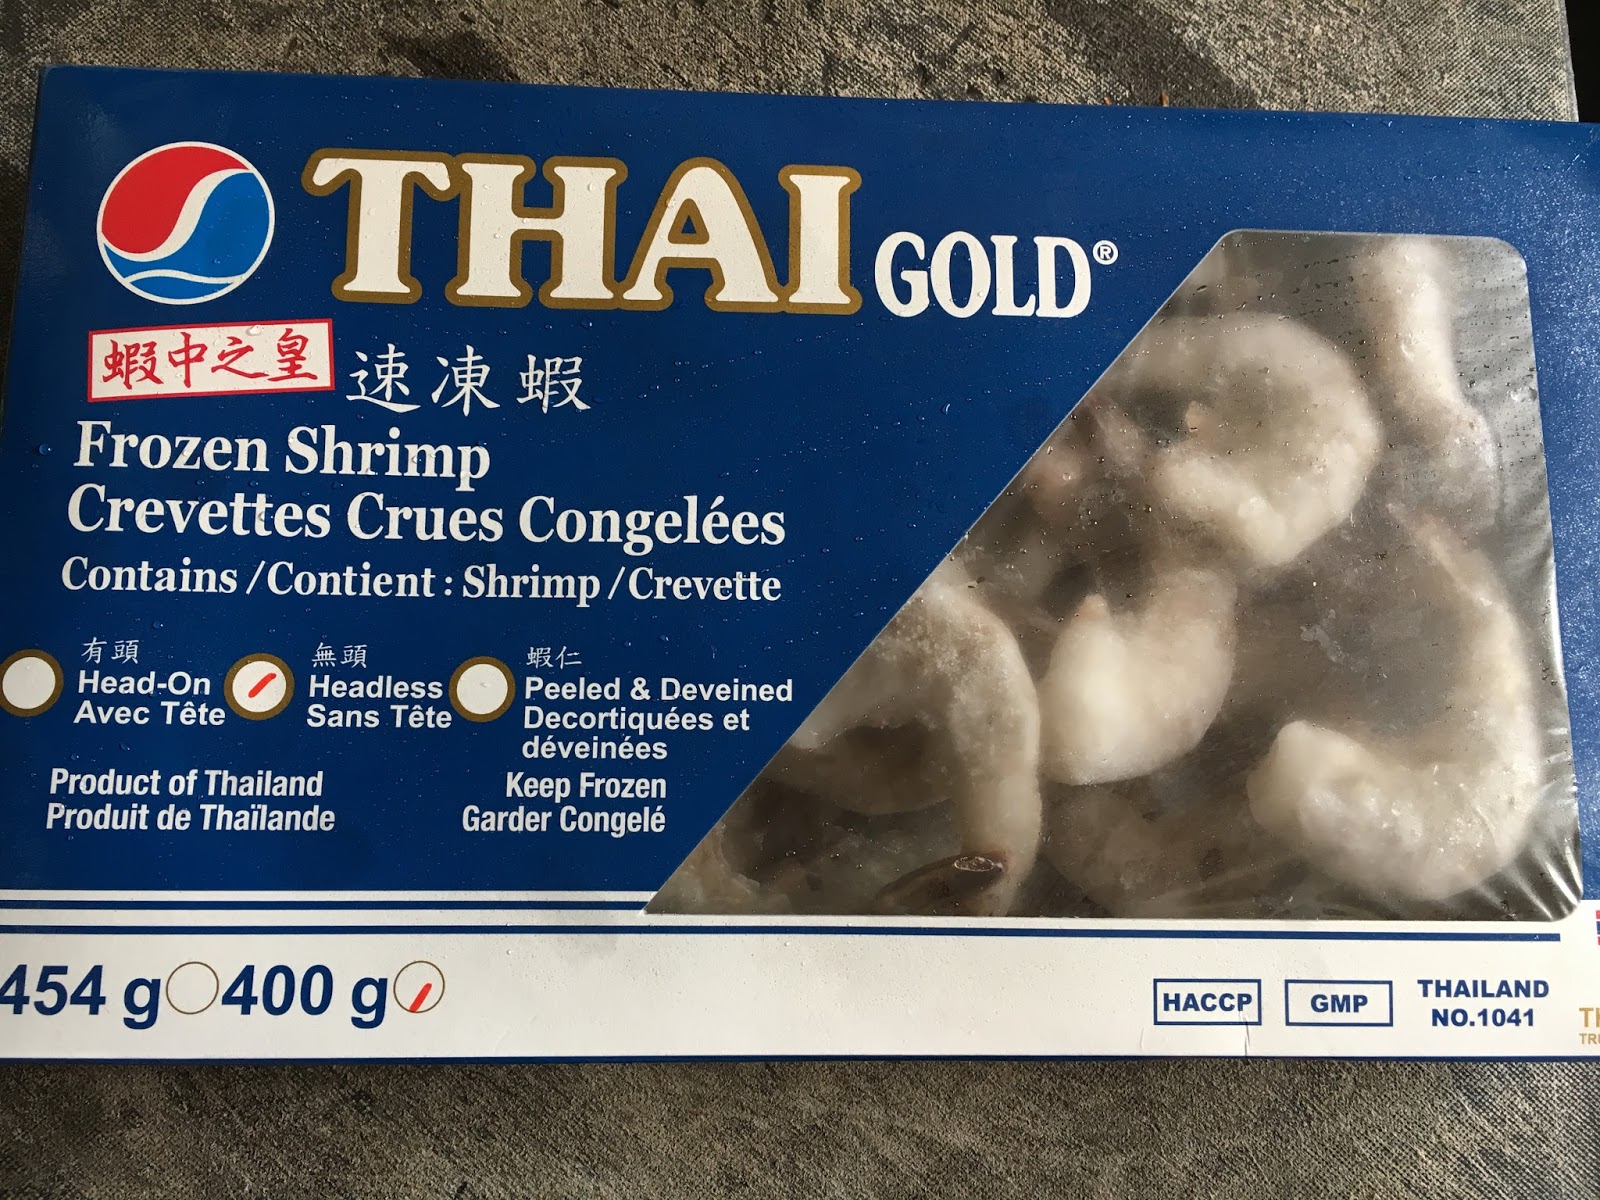 THAI GOLD®
蝦中之皇 速凍蝦
Frozen Shrimp
Crevettes Crues Congelées
Contains / Contient : Shrimp / Crevette
有頭
Head-On
Avec Tête
無頭
Headless
Sans Tête
蝦仁
Peeled & Deveined
Decortiquées et
déveinées
Product of Thailand
Produit de Thaïlande
Keep Frozen
Garder Congelé
454 g 400 g
HACCP
GMP
THAILAND
NO.1041